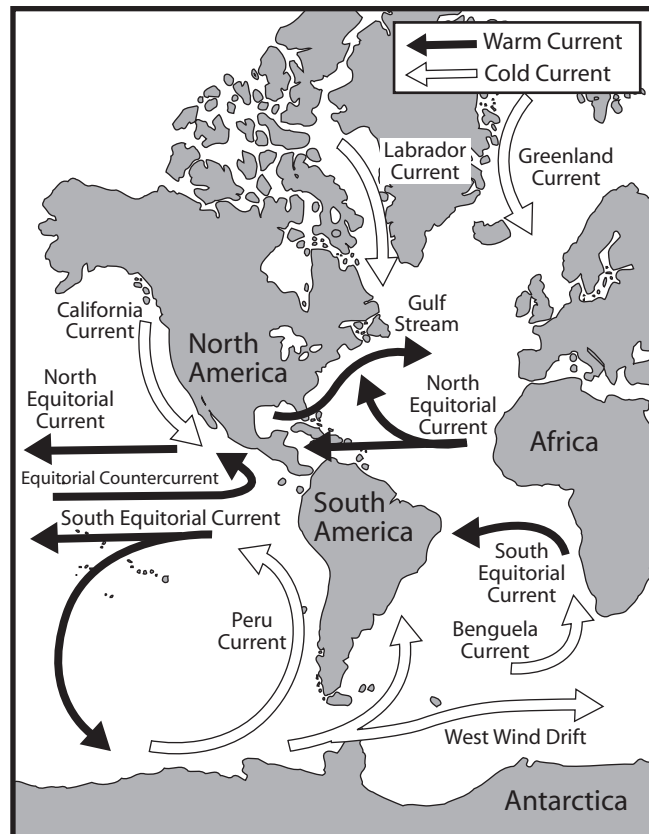 Warm Current
Cold Current
Labrador
Current
Greenland
Current
California
Current
Gulf
Stream
North
America
North
Equitorial
Current
North
Equitorial
Current
Africa
Equitorial Countercurrent
South
America
South Equitorial Current
South
Equitorial
Current
Peru
Current
Benguela
Current
West Wind Drift
Antarctica